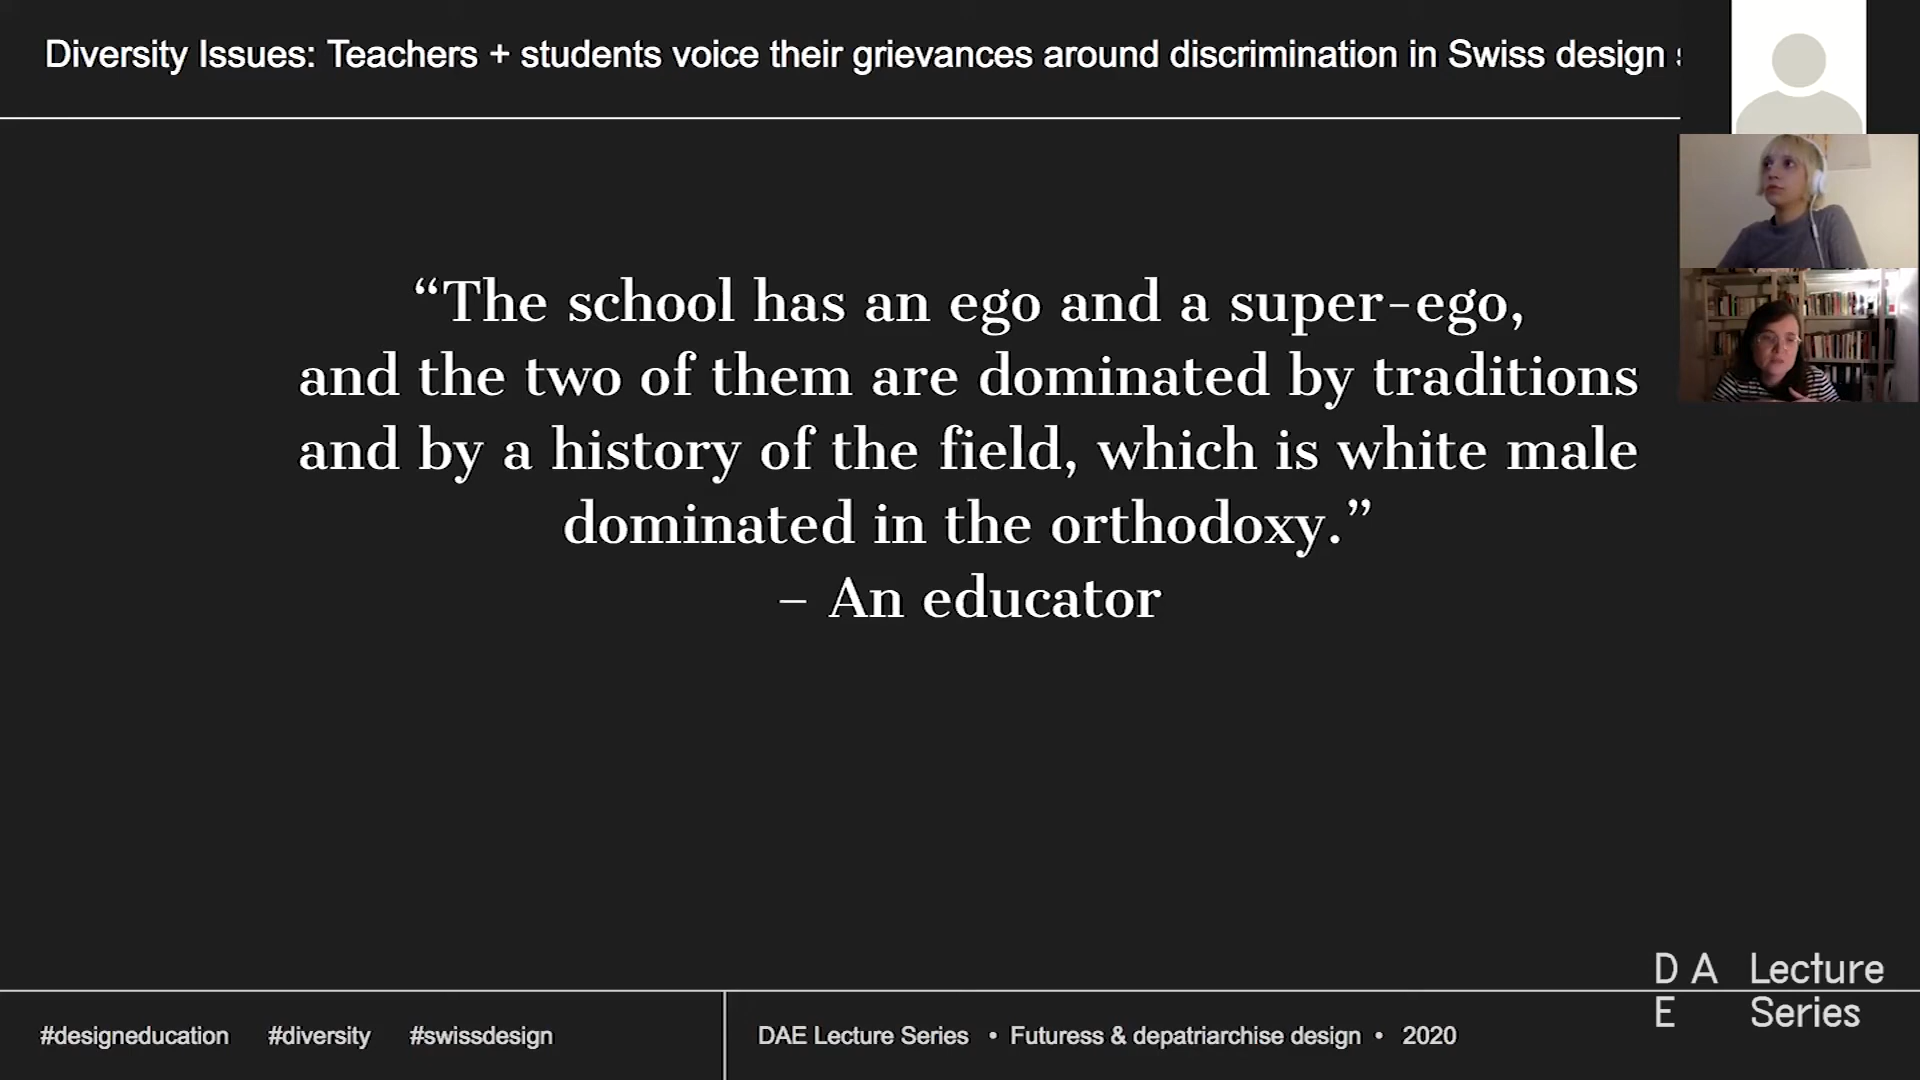 Diversity Issues: Teachers + students voice their grievances around discrimination in Swiss design
“The school has an ego and a super-ego,
and the two of them are dominated by traditions
and by a history of the field, which is white male
dominated in the orthodoxy.”
– An educator
D A Lecture
E Series
#designeducation #diversity #swissdesign
DAE Lecture Series • Futuress & depatriarchise design • 2020